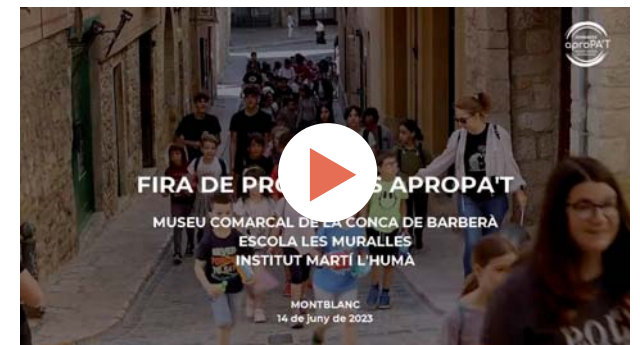 aproPA'T
FIRA DE APROPA'T
MUSEU COMARCAL DE LA CONCA DE BARBERÀ
ESCOLA LES MURALLES
INSTITUT MARTÍ L'HUMÀ
MONTBLANC
14 de juny de 2023